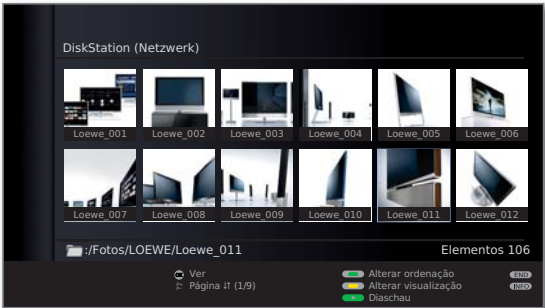 DiskStation (Netzwerk)
Loewe_001 Loewe_002 Loewe_003 Loewe_004 Loewe_005 Loewe_006
Loewe_007 Loewe_008 Loewe_009 Loewe_010 Loewe_011 Loewe_012
:/Fotos/LOEWE/Loewe_011 Elementos 106
OK Ver Alterar ordenação END
Página ↓↑ (1/9) Alterar visualização INFO
Diaschau